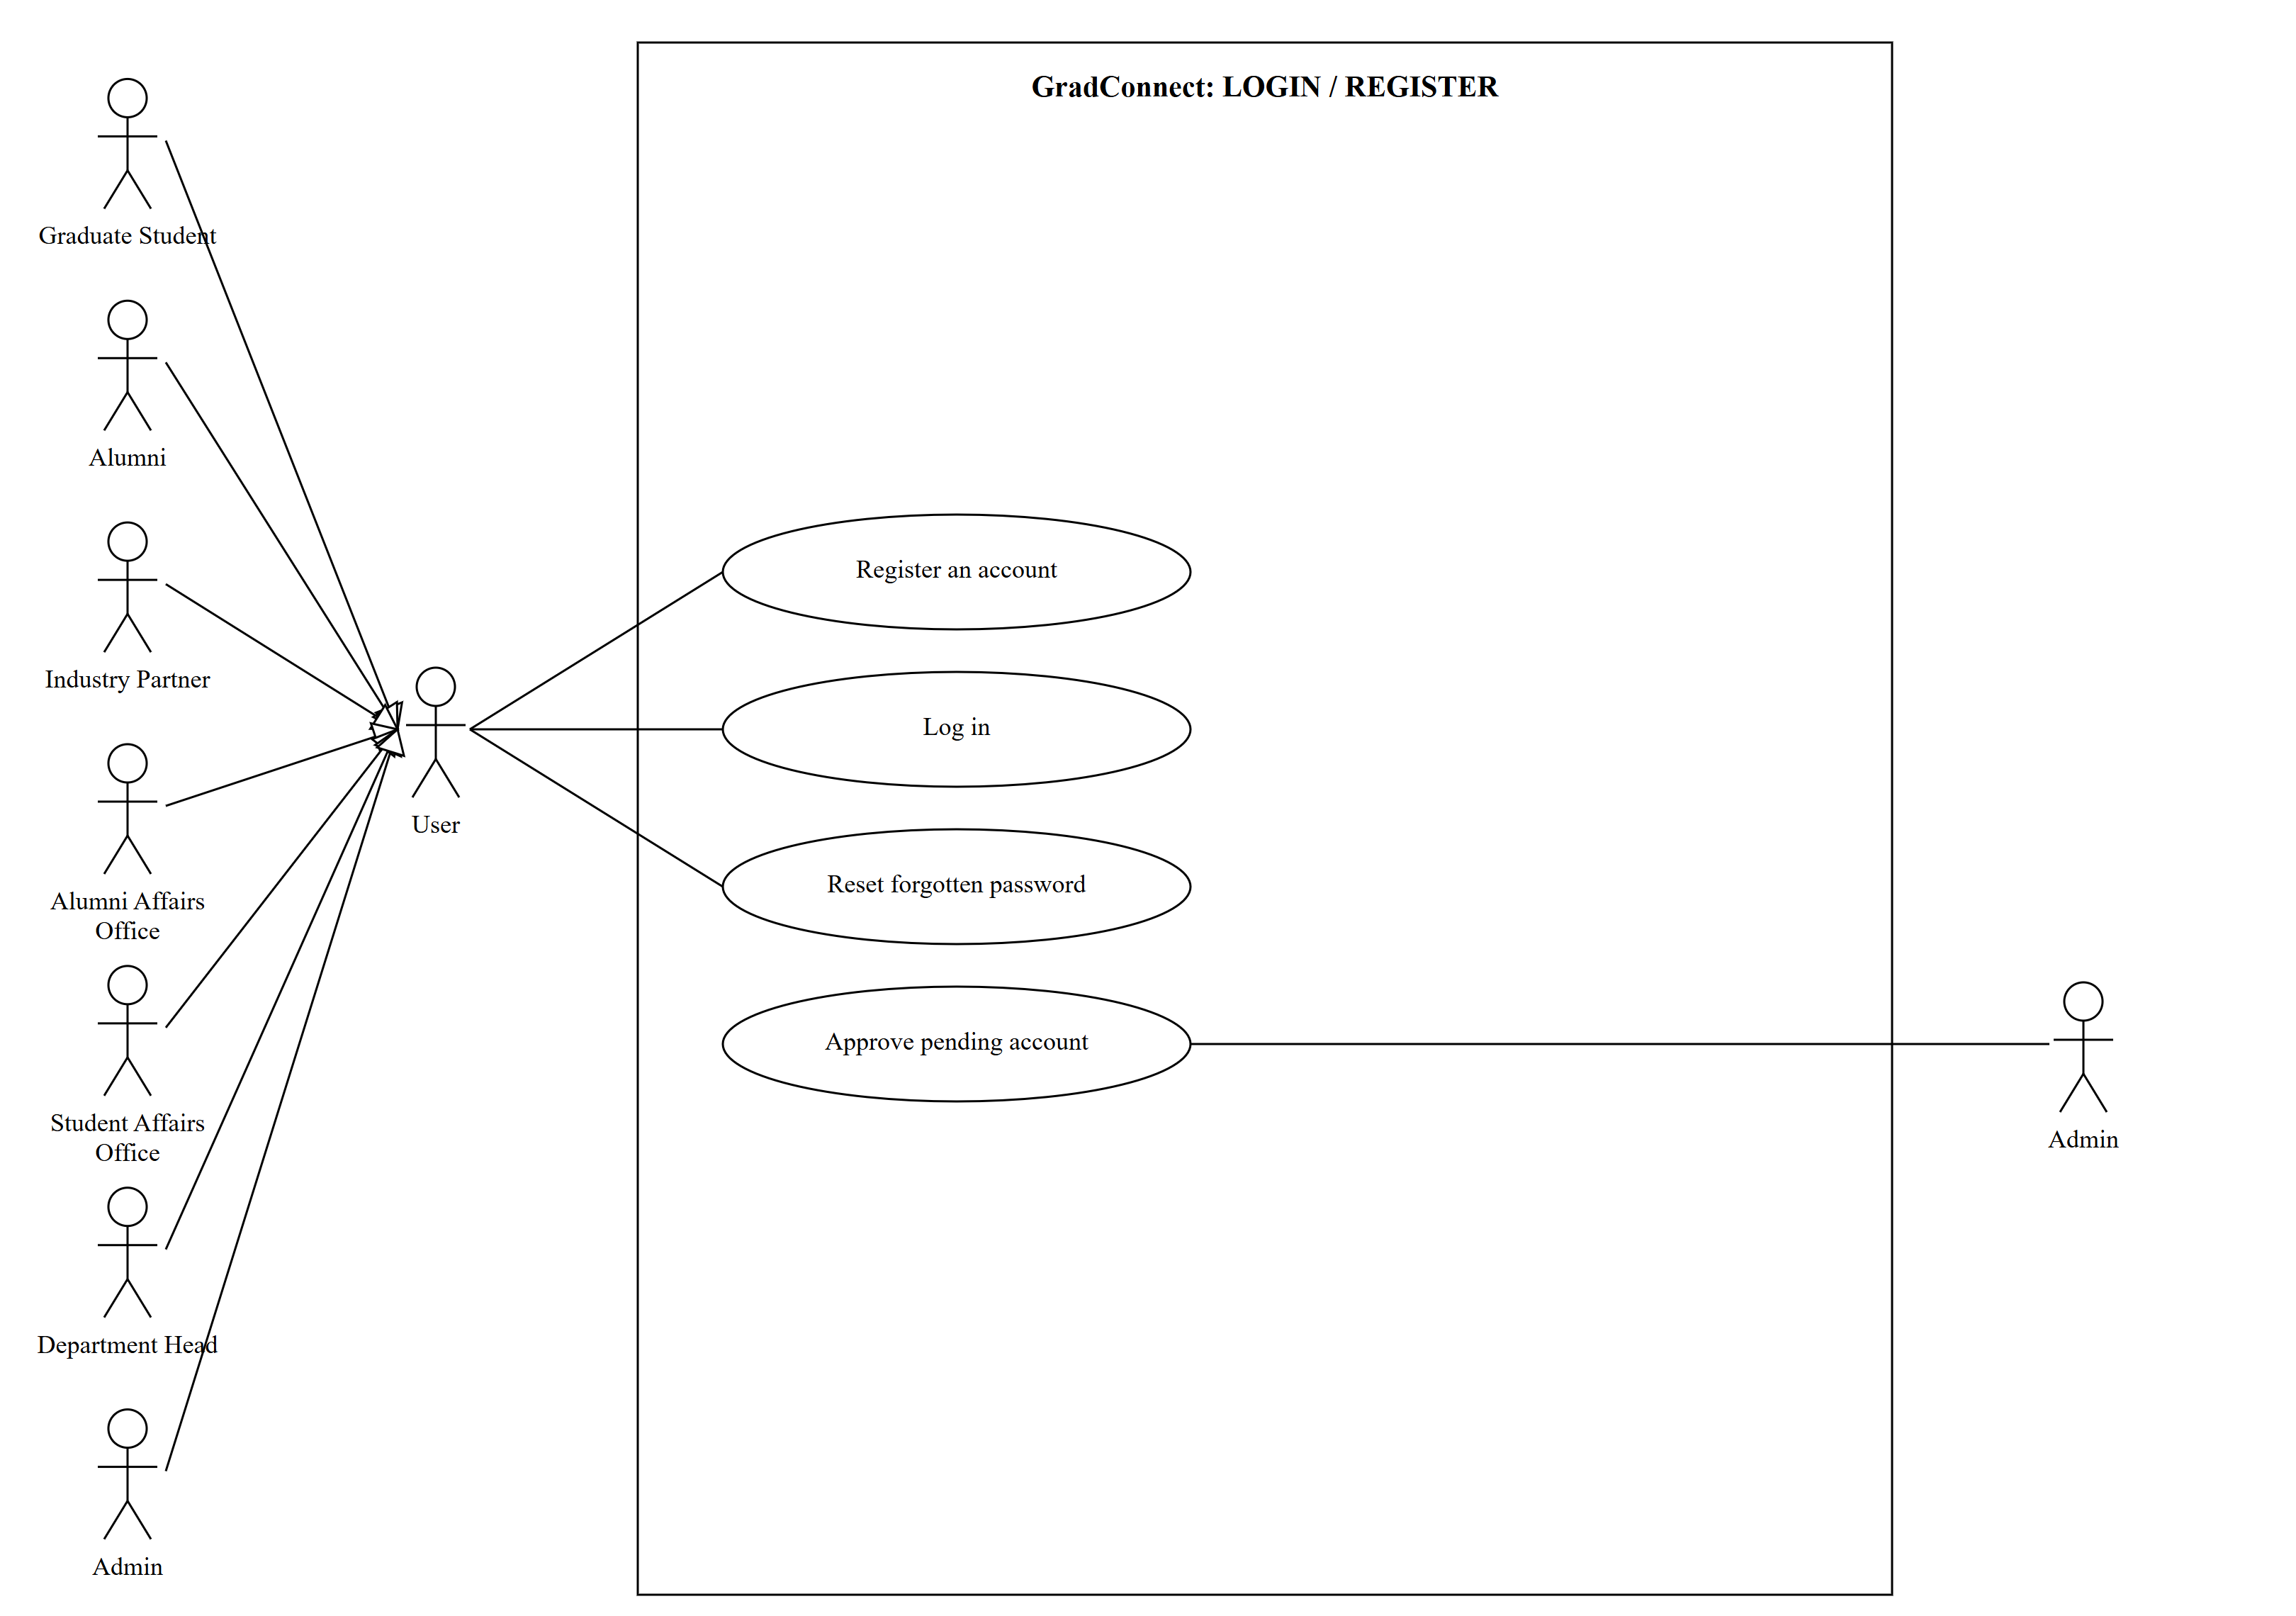 GradConnect: LOGIN / REGISTER
Graduate Student
Alumni
Industry Partner
Alumni Affairs
Office
Student Affairs
Office
Department Head
Admin
User
Register an account
Log in
Reset forgotten password
Approve pending account
Admin